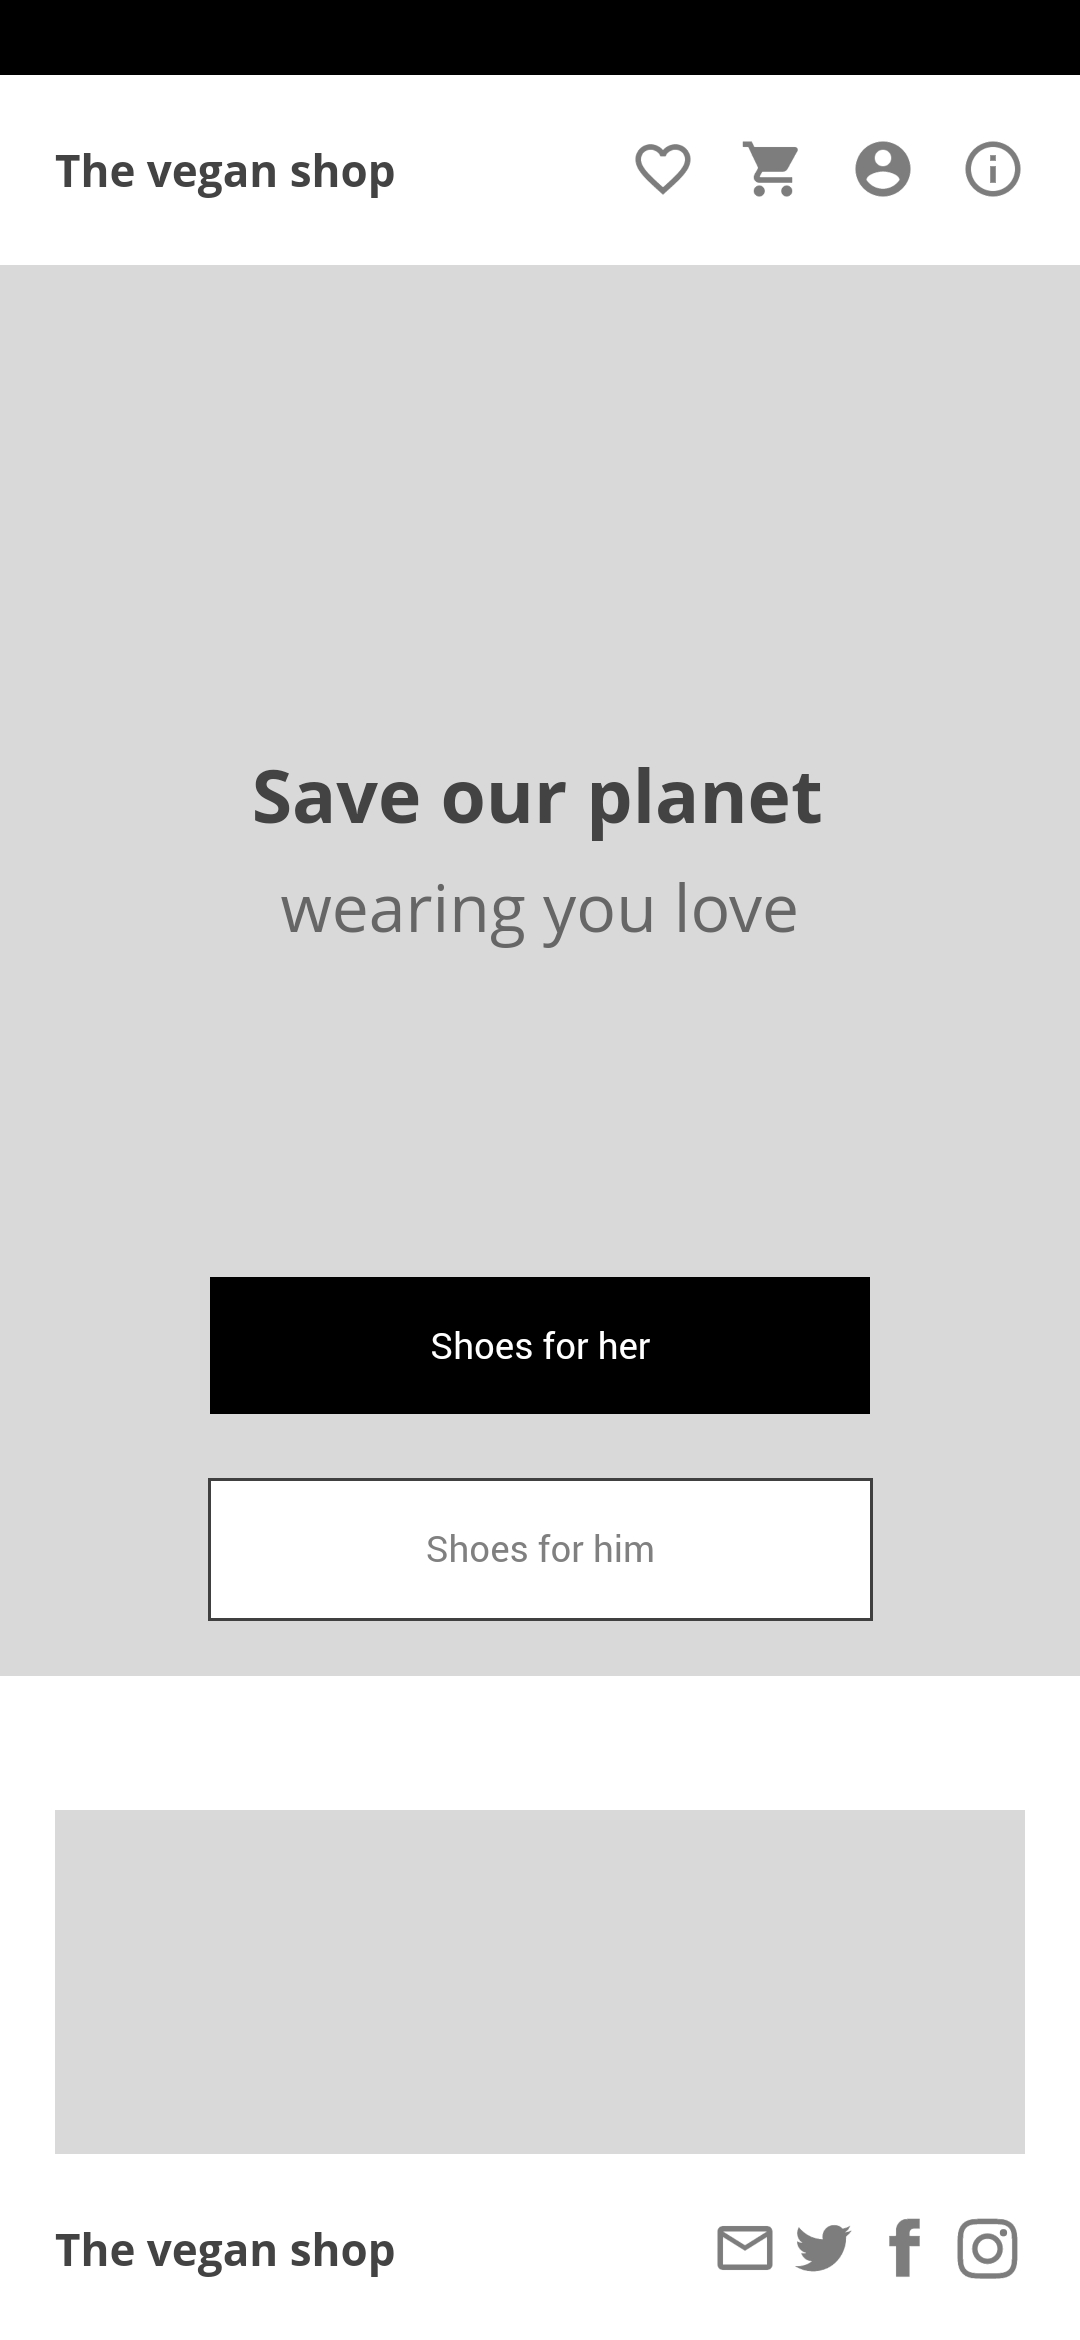 The vegan shop
Save our planet
wearing you love
Shoes for her
Shoes for him
The vegan shop